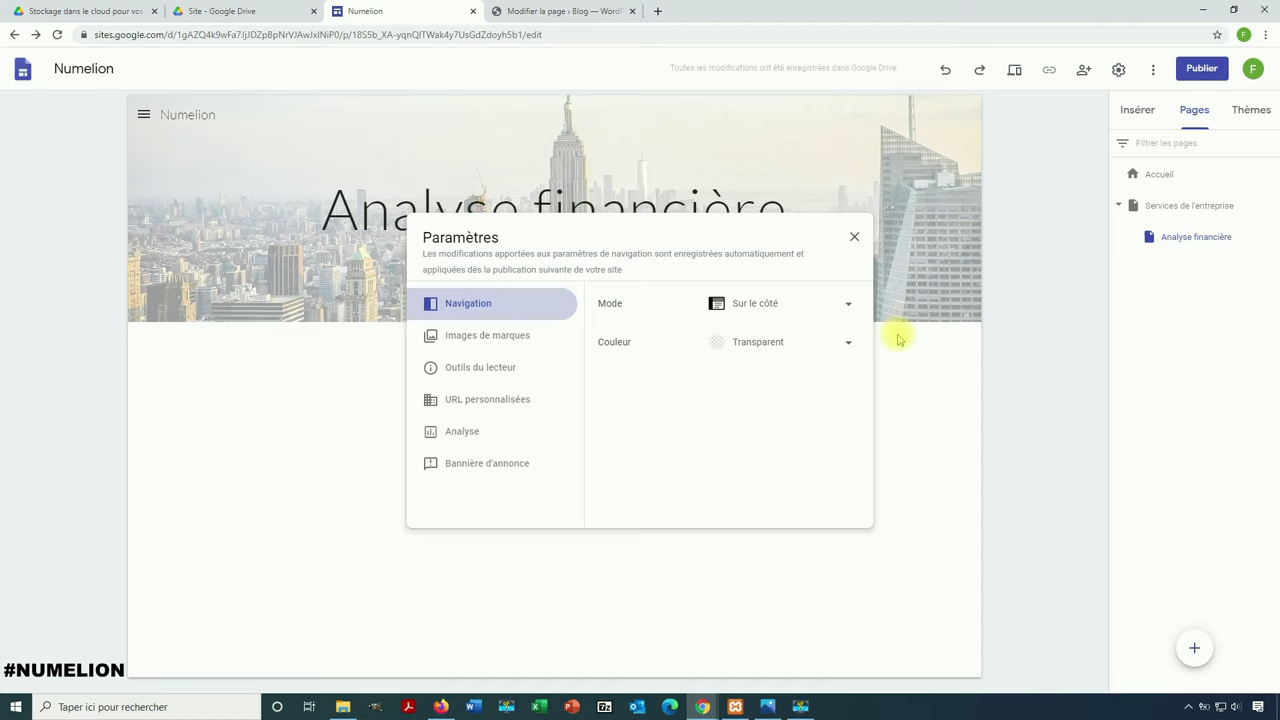 Stockage dans le cloud pour vos
Site - Google Drive
Numelion
Modifier la page ‹ Blog — WordP
sites.google.com/d/1gAZQ4k9wFa7JjJDZpBpNrVJAwJxINiP0/p/18S5b_XA-yqnQlTWak4y7UsGdZdoyh5b1/edit
F
Numelion
Toutes les modifications ont été enregistrées dans Google Drive.
Publier
F
Insérer
Pages
Thèmes
Numelion
Filtrer les pages
Accueil
Analyse financière
Services de l'entreprise
Analyse financière
Paramètres
Les modifications apportées aux paramètres de navigation sont enregistrées automatiquement et
appliquées dès la publication suivante de votre site
Navigation
Mode
Sur le côté
Images de marques
Couleur
Transparent
Outils du lecteur
URL personnalisées
Analyse
Bannière d'annonce
#NUMELION
Taper ici pour rechercher